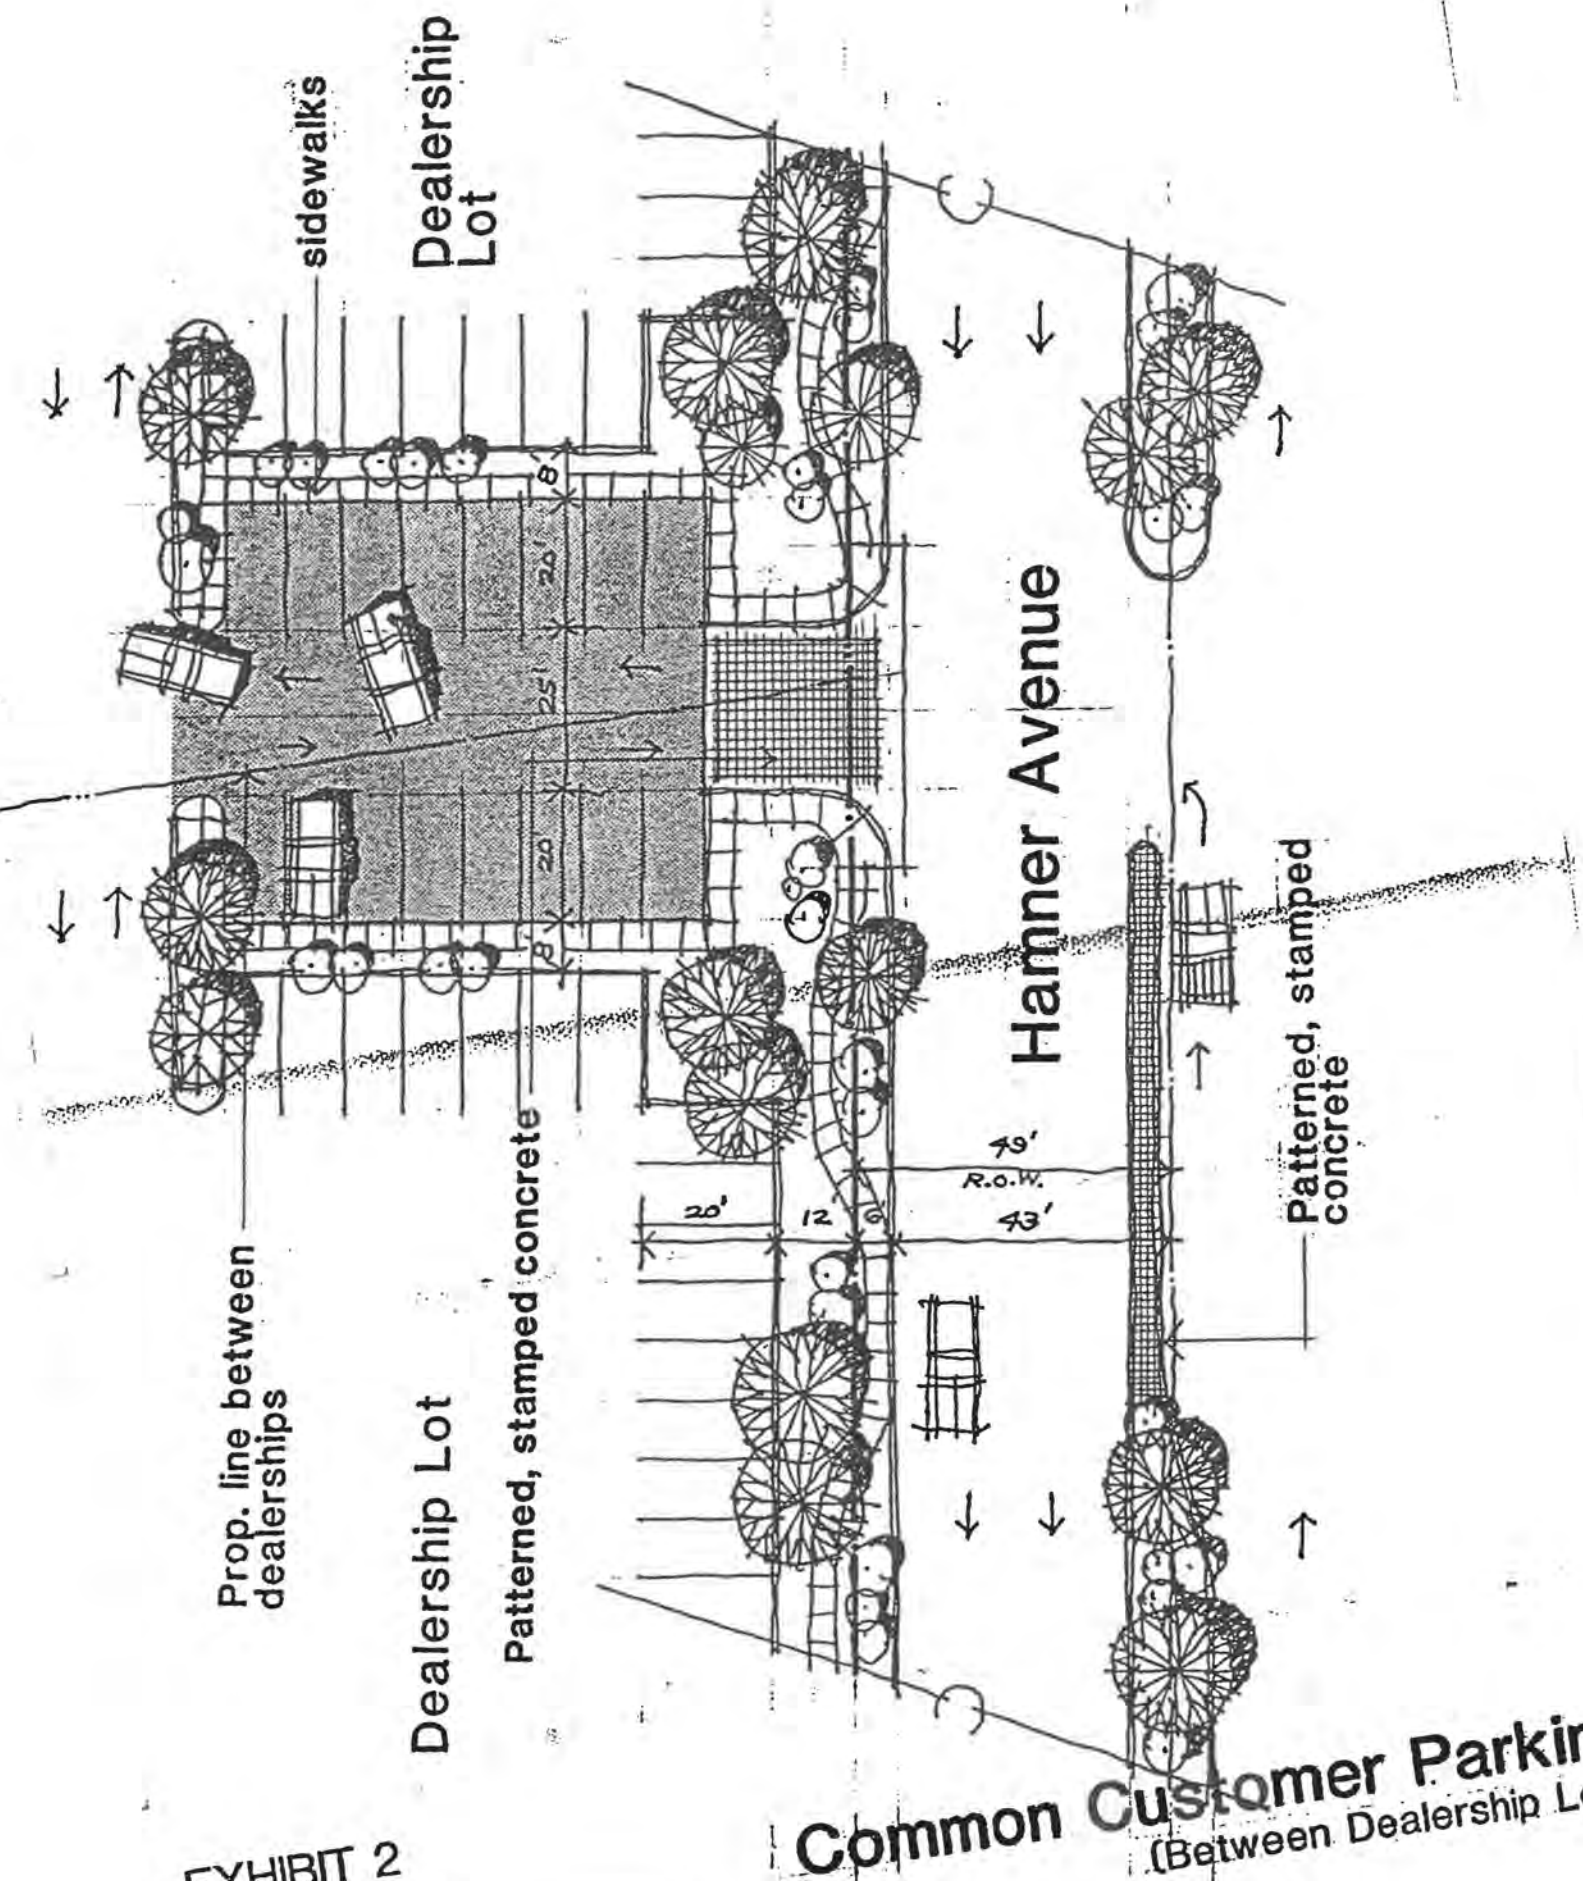 sidewalks
Dealership
Lot
8'
20'
25'
20'
8'
Hamner Avenue
Prop. line between
dealerships
Dealership Lot
Patterned, stamped concrete
49'
R.O.W.
20'
12
6'
43'
Patterned, stamped
concrete
Common Customer Parkin
(Between Dealership Lo
EXHIBIT 2